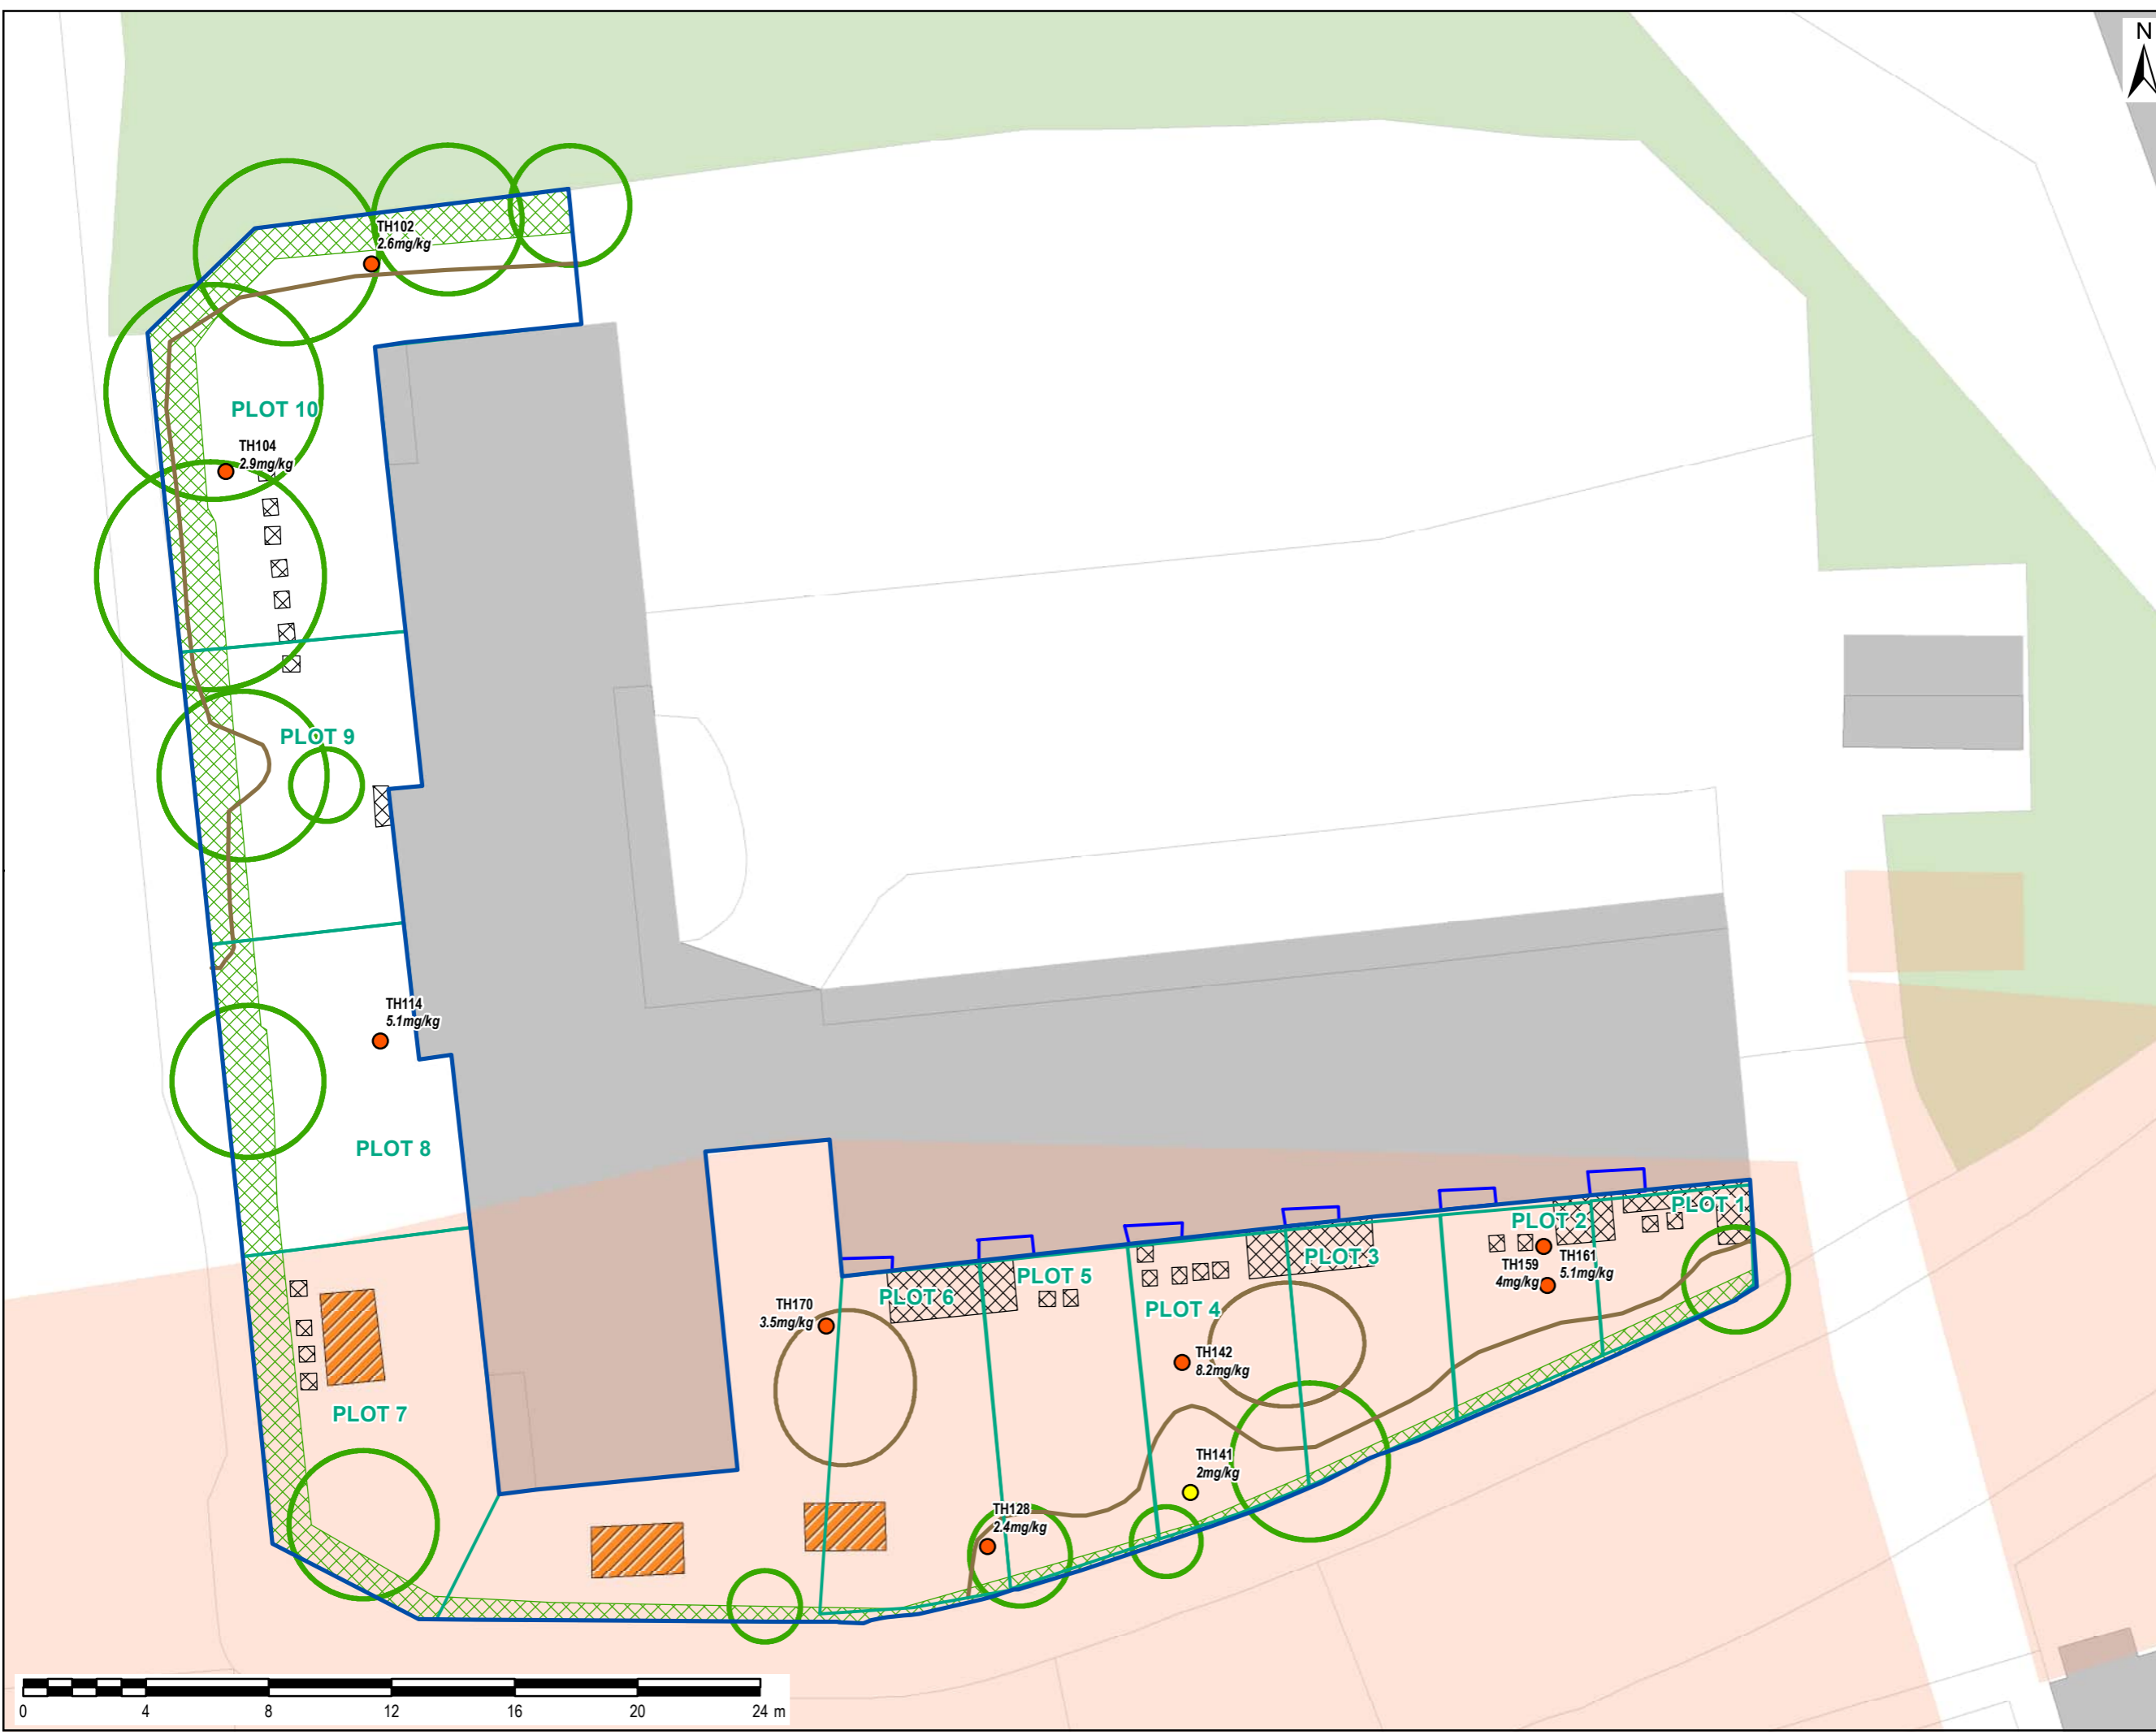 N
TH102
2.6mg/kg
PLOT 10
TH104
2.9mg/kg
PLOT 9
TH114
5.1mg/kg
PLOT 8
PLOT 1
PLOT 2
PLOT 3
TH161
5.1mg/kg
TH159
4mg/kg
PLOT 5
PLOT 6
PLOT 4
TH170
3.5mg/kg
TH142
8.2mg/kg
PLOT 7
TH141
2mg/kg
TH128
2.4mg/kg
0 4 8 12 16 20 24 m